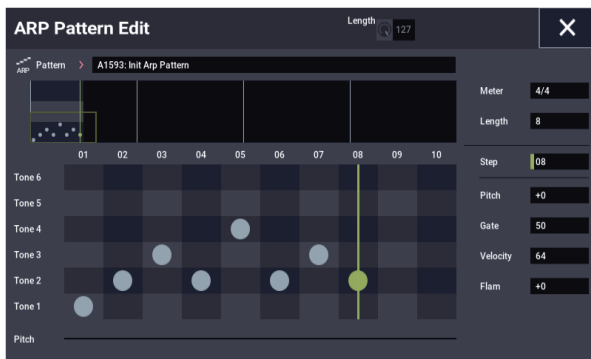 ARP Pattern Edit
Length 127
ARP Pattern > A1593: Init Arp Pattern
Meter 4/4
Length 8
01 02 03 04 05 06 07 08 09 10
Step 08
Tone 6
Tone 5
Pitch +0
Tone 4
Gate 50
Tone 3
Velocity 64
Tone 2
Flam +0
Tone 1
Pitch